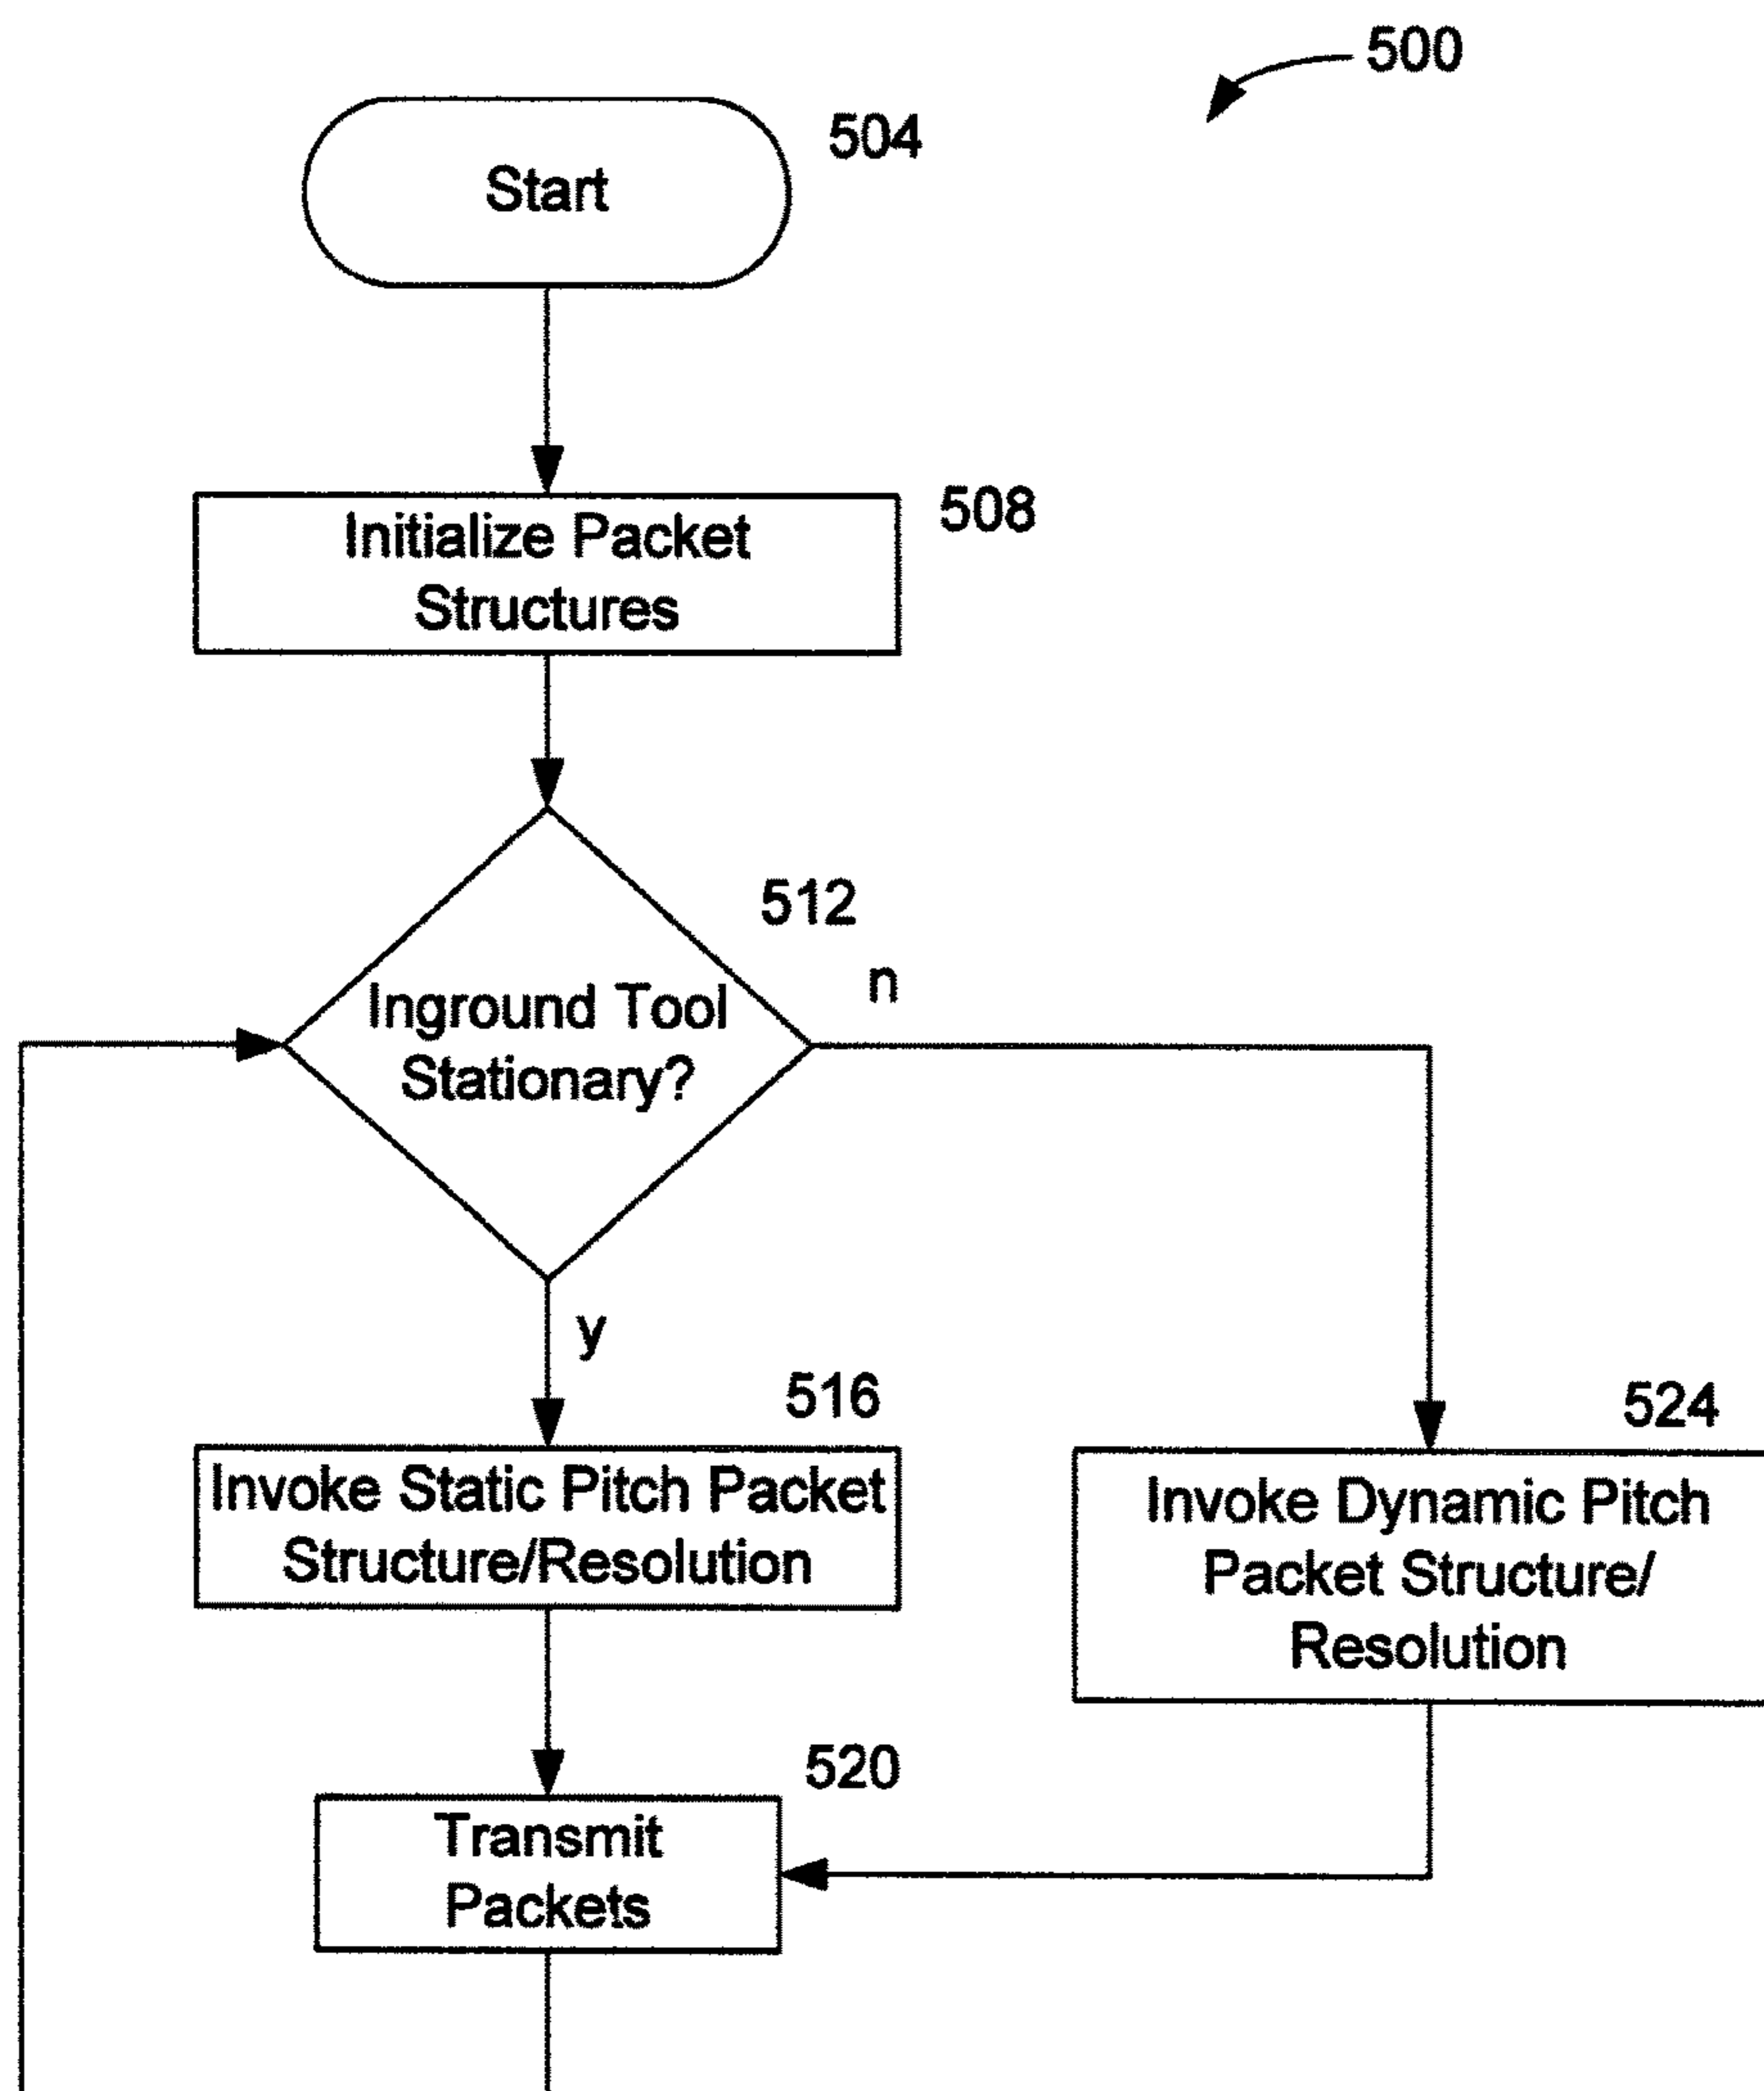 500
504
Start
508
Initialize Packet
Structures
512
n
Inground Tool
Stationary?
y
516
524
Invoke Static Pitch Packet
Structure/Resolution
Invoke Dynamic Pitch
Packet Structure/
Resolution
520
Transmit
Packets